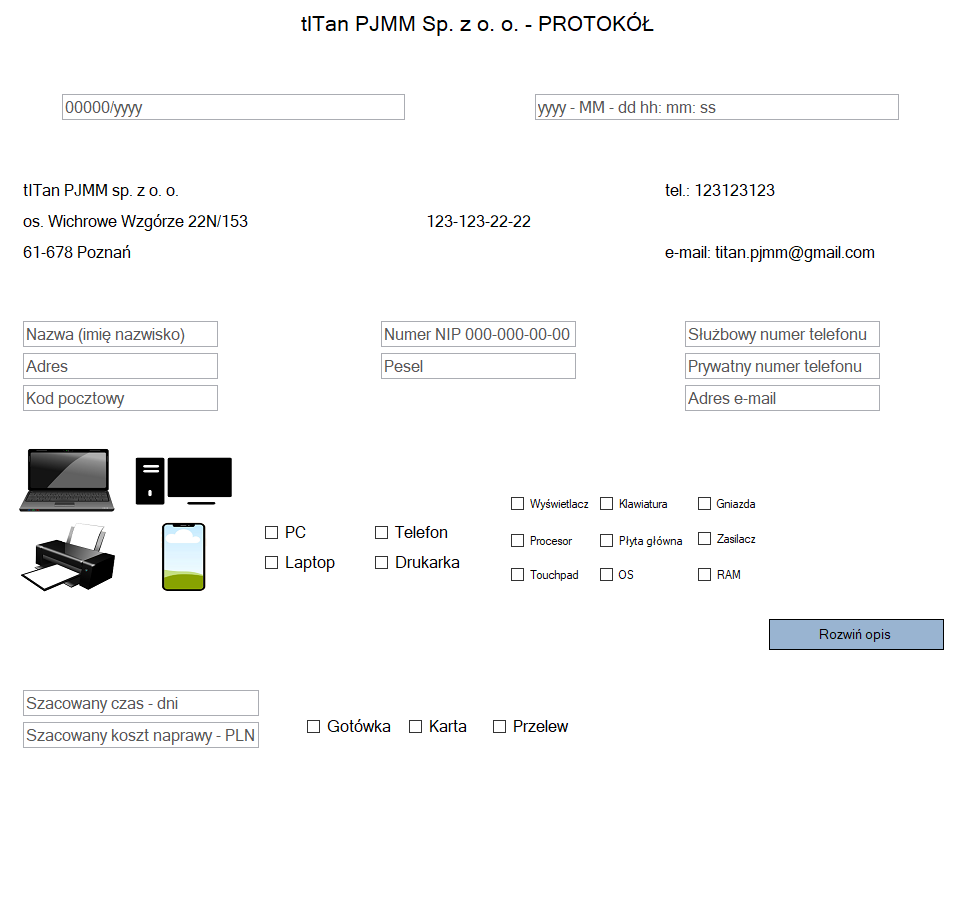 tITan PJMM Sp. z o. o. - PROTOKÓŁ
00000/yyyy
yyyy - MM - dd hh: mm: ss
tITan PJMM sp. z o. o.
tel.: 123123123
os. Wichrowe Wzgórze 22N/153
123-123-22-22
61-678 Poznań
e-mail: titan.pjmm@gmail.com
Nazwa (imię nazwisko)
Numer NIP 000-000-00-00
Służbowy numer telefonu
Adres
Pesel
Prywatny numer telefonu
Kod pocztowy
Adres e-mail
PC
Telefon
Laptop
Drukarka
Wyświetlacz
Klawiatura
Gniazda
Procesor
Płyta główna
Zasilacz
Touchpad
OS
RAM
Rozwiń opis
Szacowany czas - dni
Szacowany koszt naprawy - PLN
Gotówka
Karta
Przelew